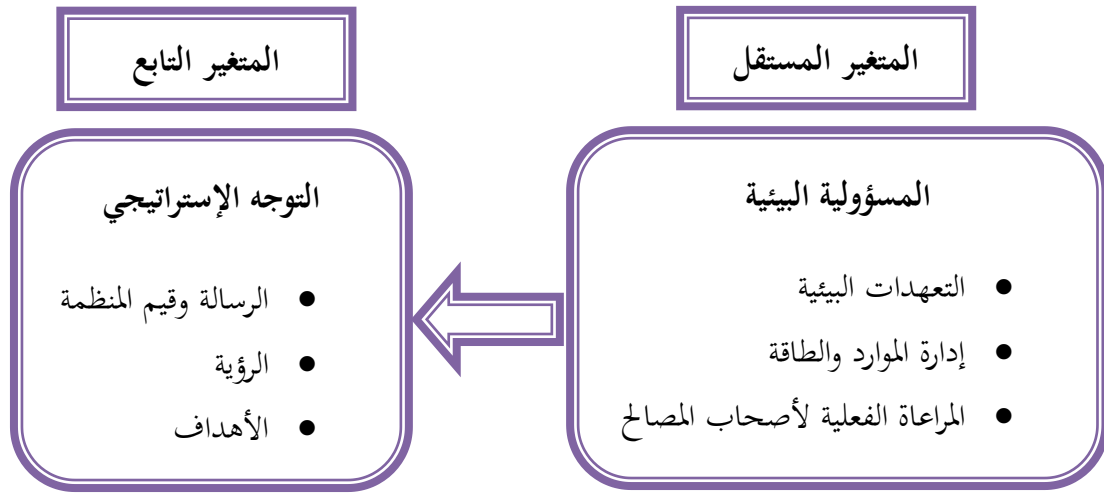 المتغير المستقل
المتغير التابع
المسؤولية البيئية
● التعهدات البيئية
● إدارة الموارد والطاقة
● المراعاة الفعلية لأصحاب المصالح
التوجه الإستراتيجي
● الرسالة وقيم المنظمة
● الرؤية
● الأهداف